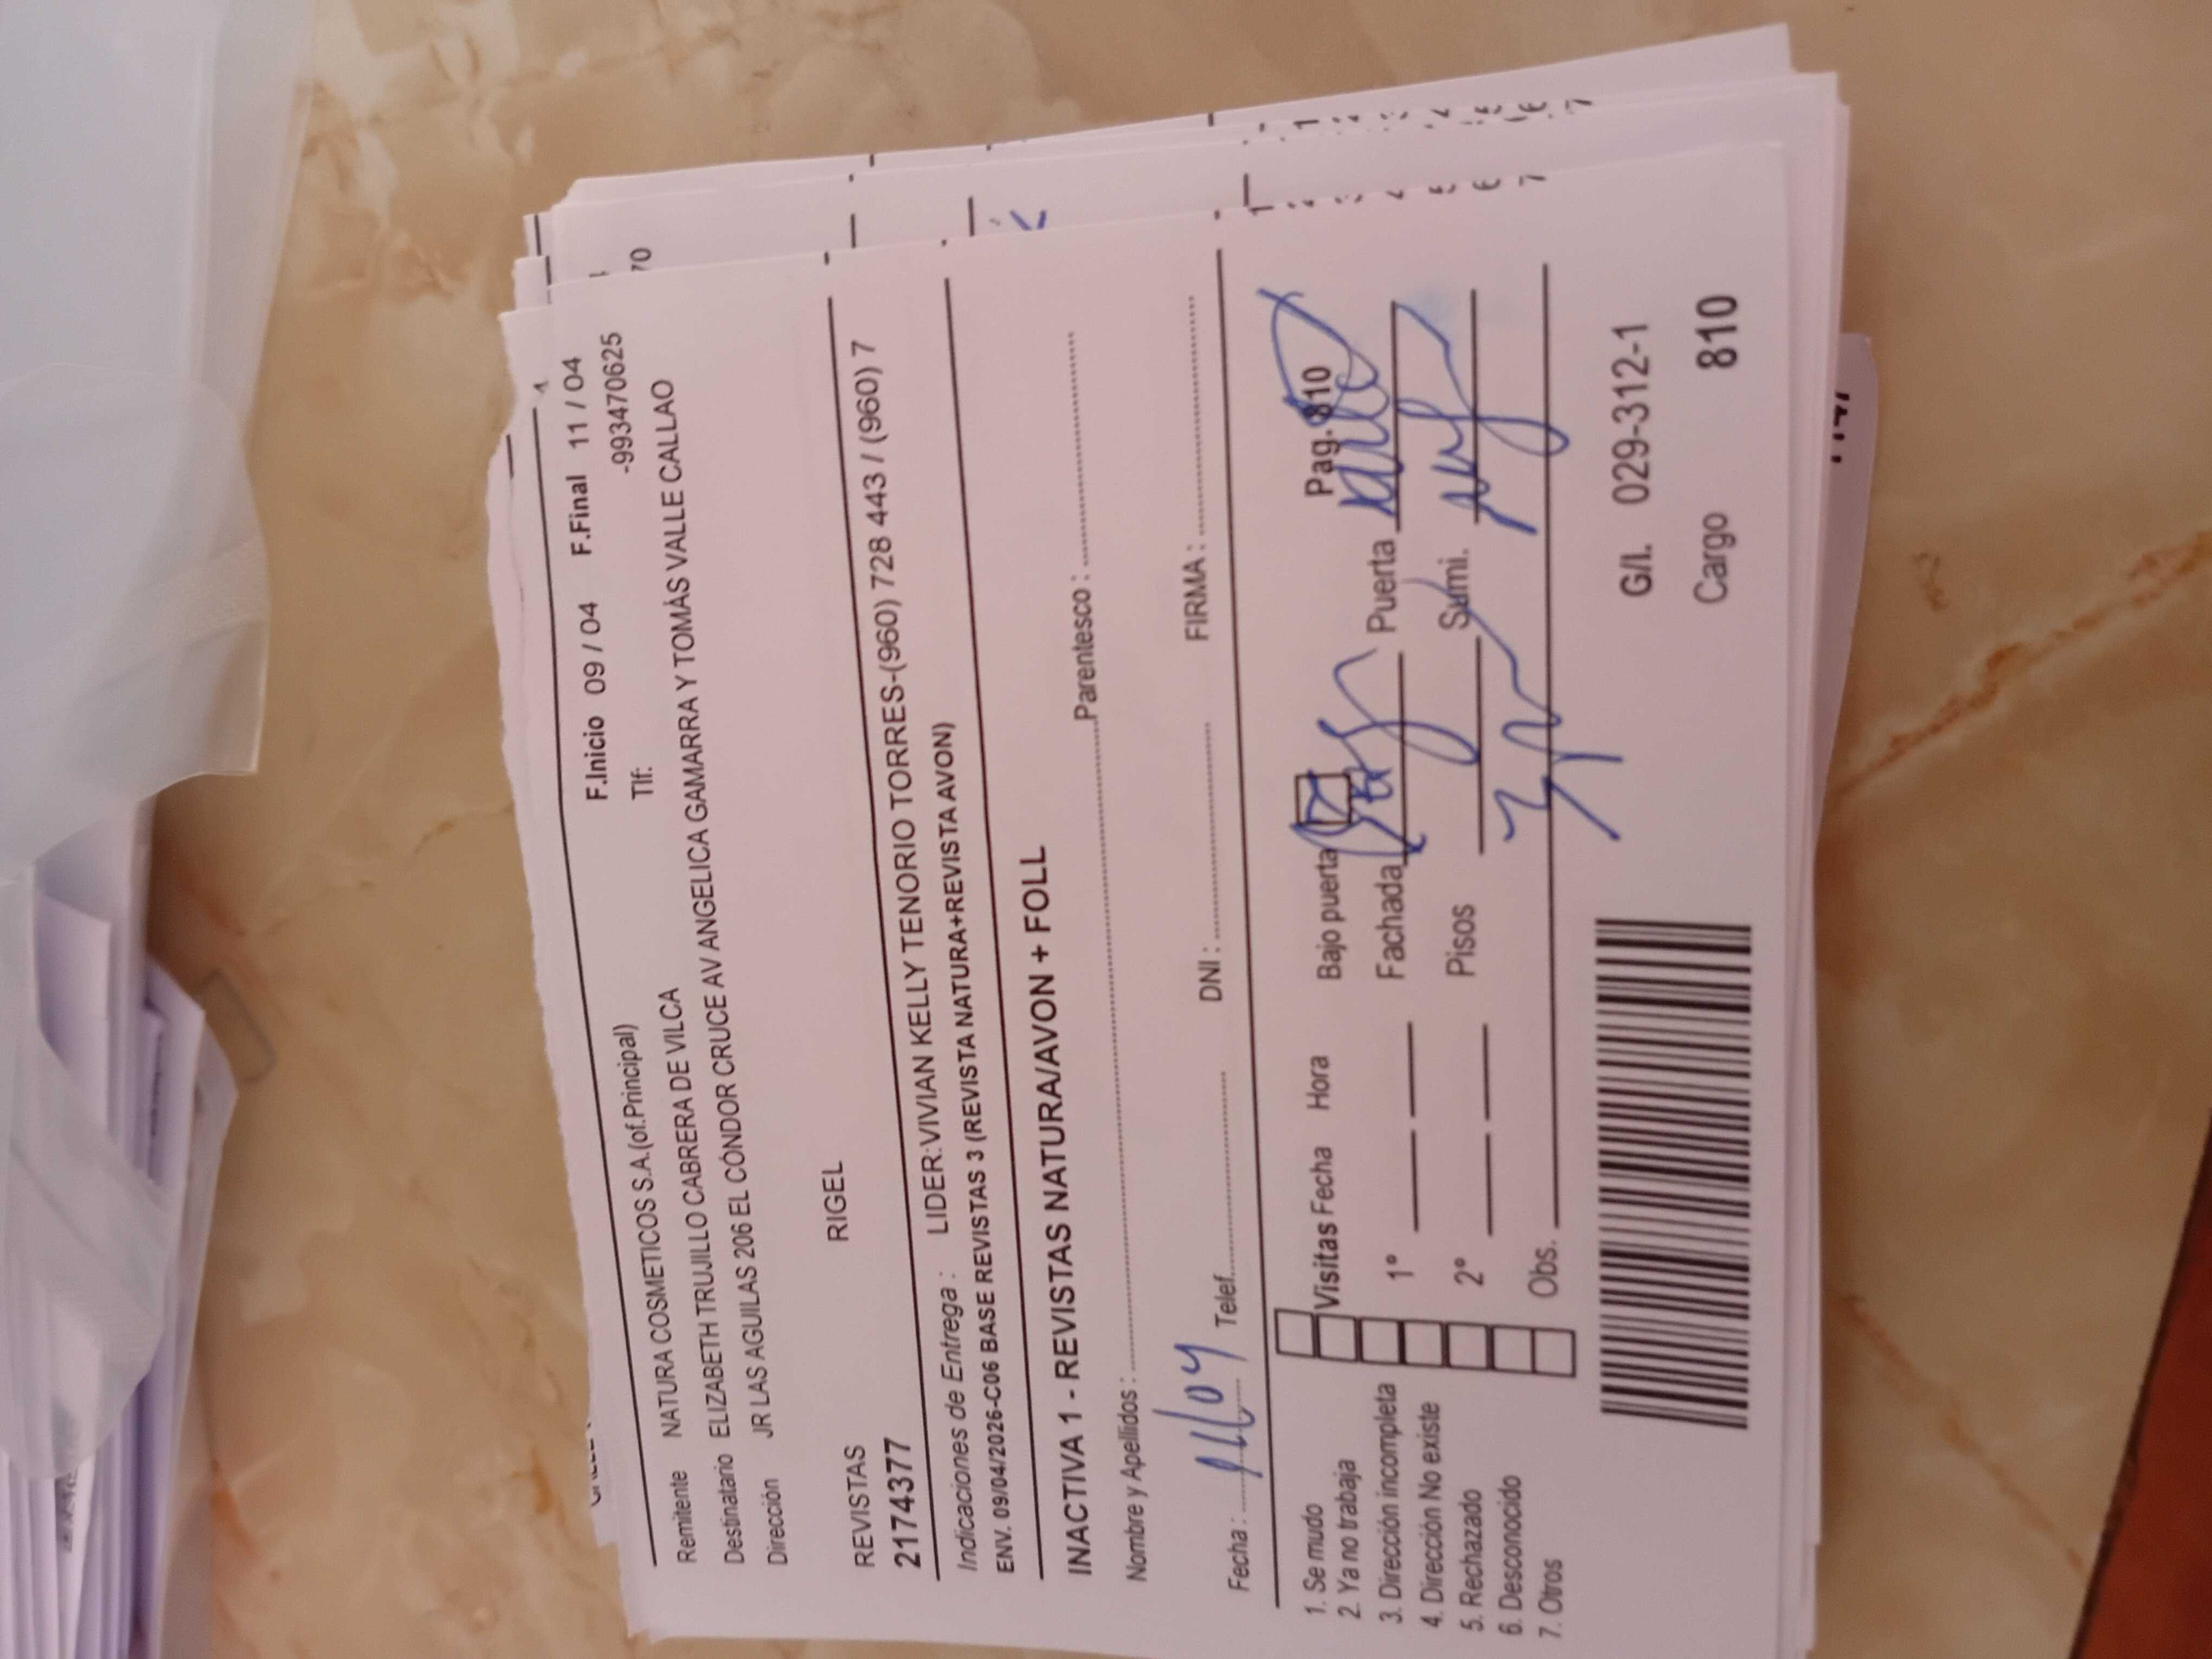 F.Inicio 09 / 04 F.Final 11 / 04
Remitente NATURA COSMETICOS S.A.(of.Principal) Tlf: -993470625
Destinatario ELIZABETH TRUJILLO CABRERA DE VILCA
Dirección JR LAS AGUILAS 206 EL CÓNDOR CRUCE AV ANGELICA GAMARRA Y TOMÁS VALLE CALLAO
REVISTAS RIGEL
2174377
Indicaciones de Entrega : LIDER:VIVIAN KELLY TENORIO TORRES-(960) 728 443 / (960) 7
ENV. 09/04/2026-C06 BASE REVISTAS 3 (REVISTA NATURA+REVISTA AVON)
INACTIVA 1 - REVISTAS NATURA/AVON + FOLL
Nombre y Apellidos : Parentesco :
Fecha : 11/04 Telef. DNI : FIRMA :
1. Se mudo
2. Ya no trabaja
3. Dirección incompleta
4. Dirección No existe
5. Rechazado
6. Desconocido
7. Otros
Visitas Fecha Hora Bajo puerta Pag. 810
1º Fachada Puerta
2º Pisos Sumi.
Obs.
G/I. 029-312-1
Cargo 810
70